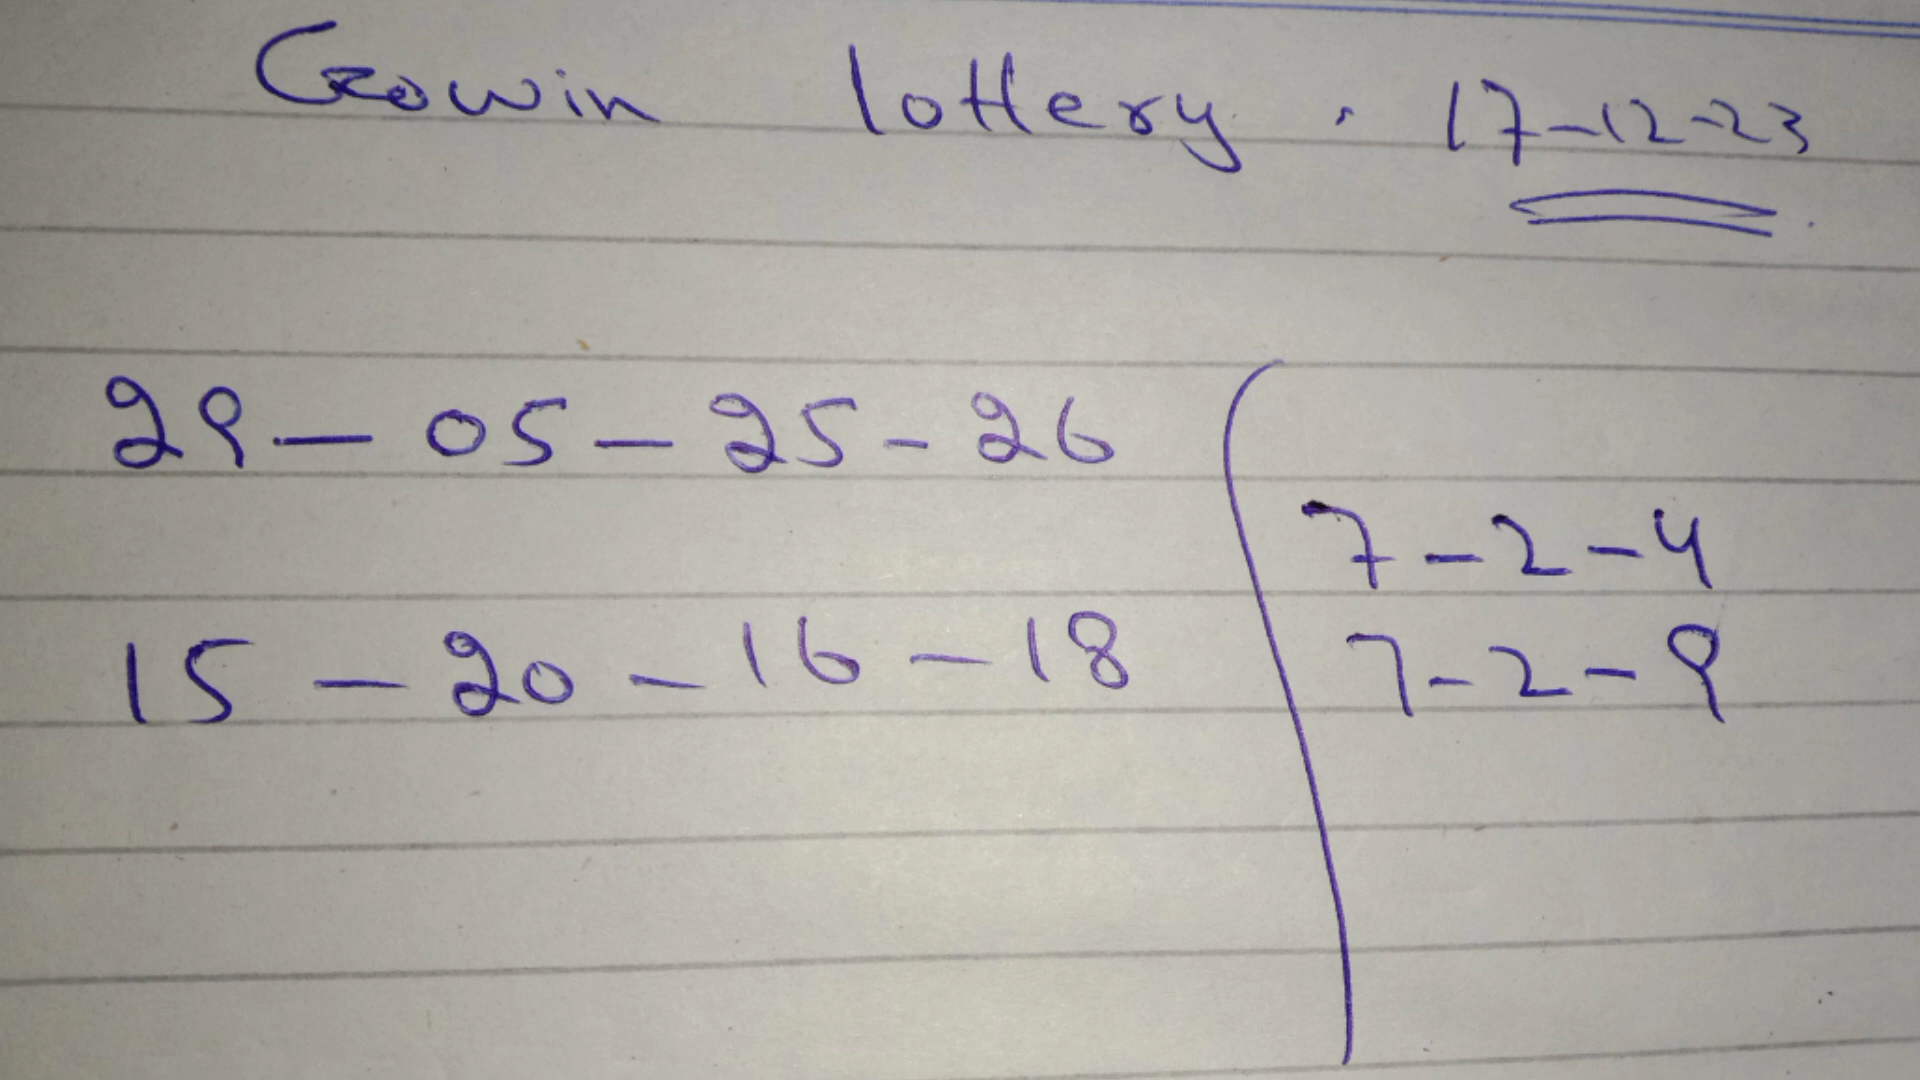 Growin lottery . 17-12-23
29 - 05 - 25 - 26
15 - 20 - 16 - 18
7 - 2 - 4
7 - 2 - 9